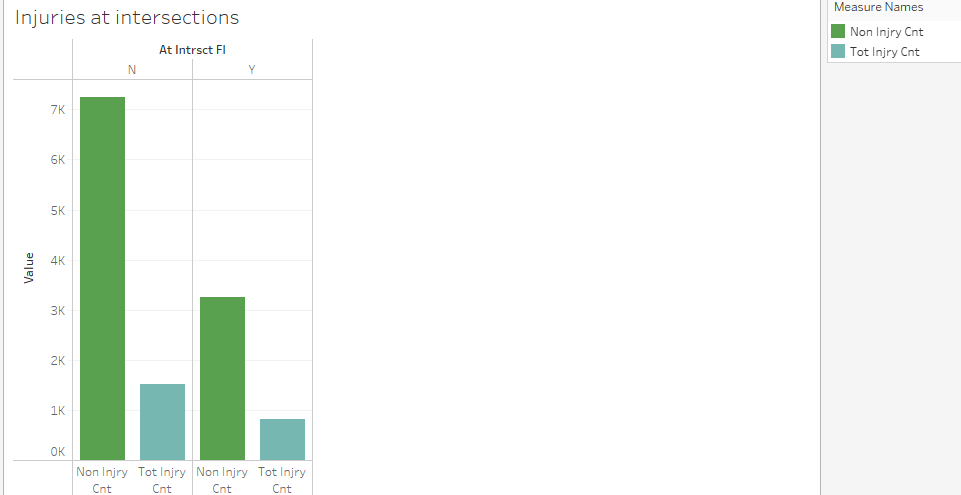 Injuries at intersections
At Intrsct Fl
N Y
7K
6K
5K
4K
3K
2K
1K
0K
Value
Non Injry Cnt
Tot Injry Cnt
Non Injry Cnt
Tot Injry Cnt
Measure Names
Non Injry Cnt
Tot Injry Cnt